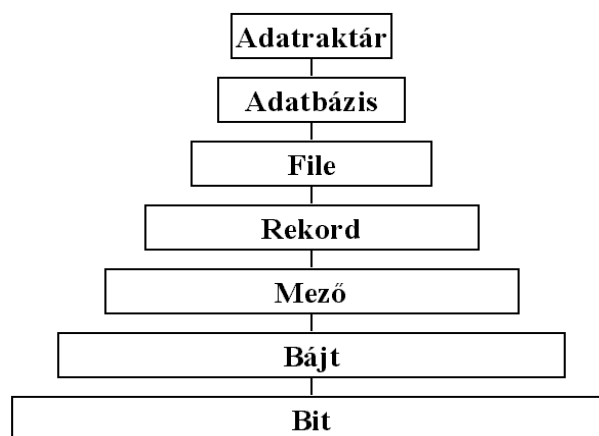 Adatraktár
Adatbázis
File
Rekord
Mező
Bájt
Bit